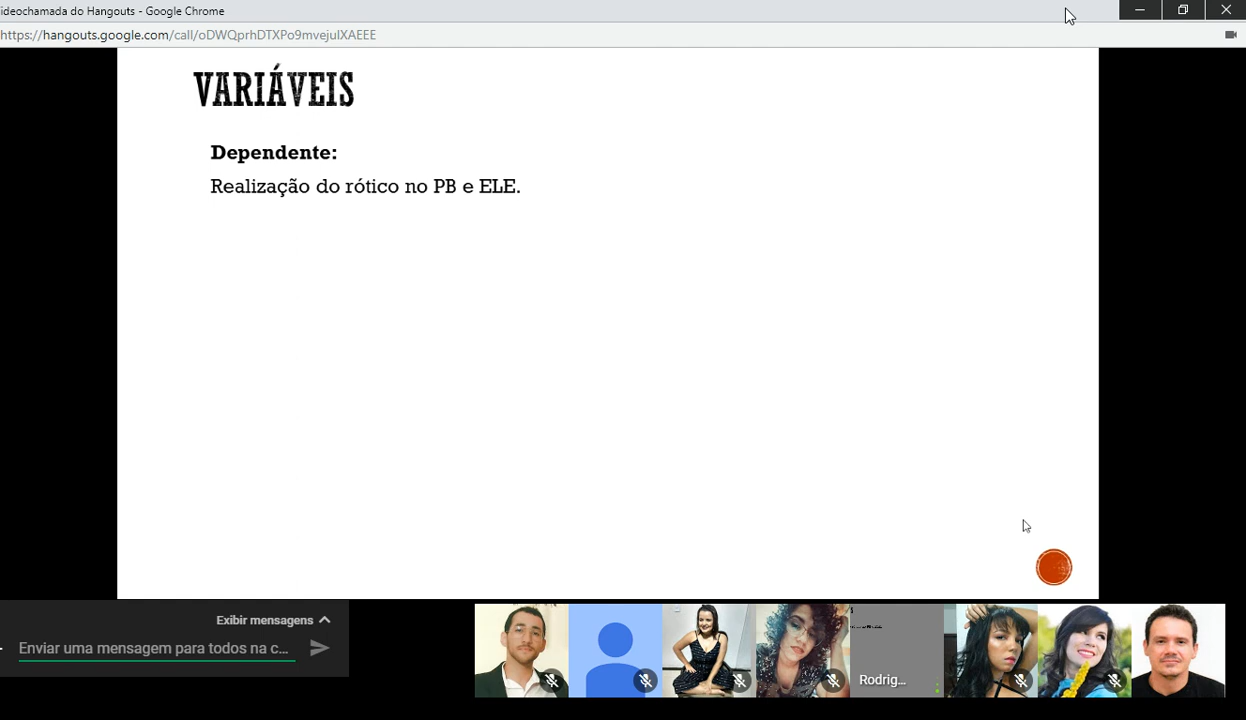 ideochamada do Hangouts - Google Chrome
https://hangouts.google.com/call/oDWQprhDTXPo9mvejuIXAEEE
VARIÁVEIS
Dependente:
Realização do rótico no PB e ELE.
Exibir mensagens
Enviar uma mensagem para todos na c...
Rodrig...